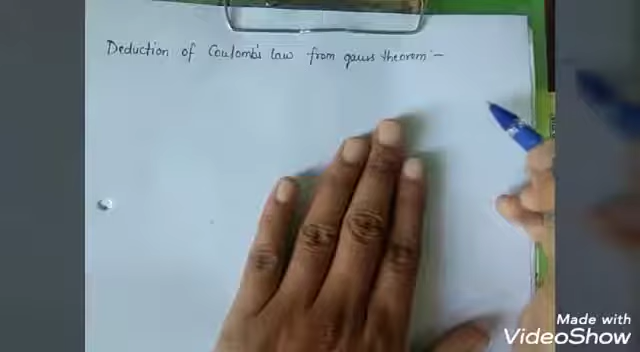 Deduction of Coulomb's law from gauss theorem :-
Made with
VideoShow